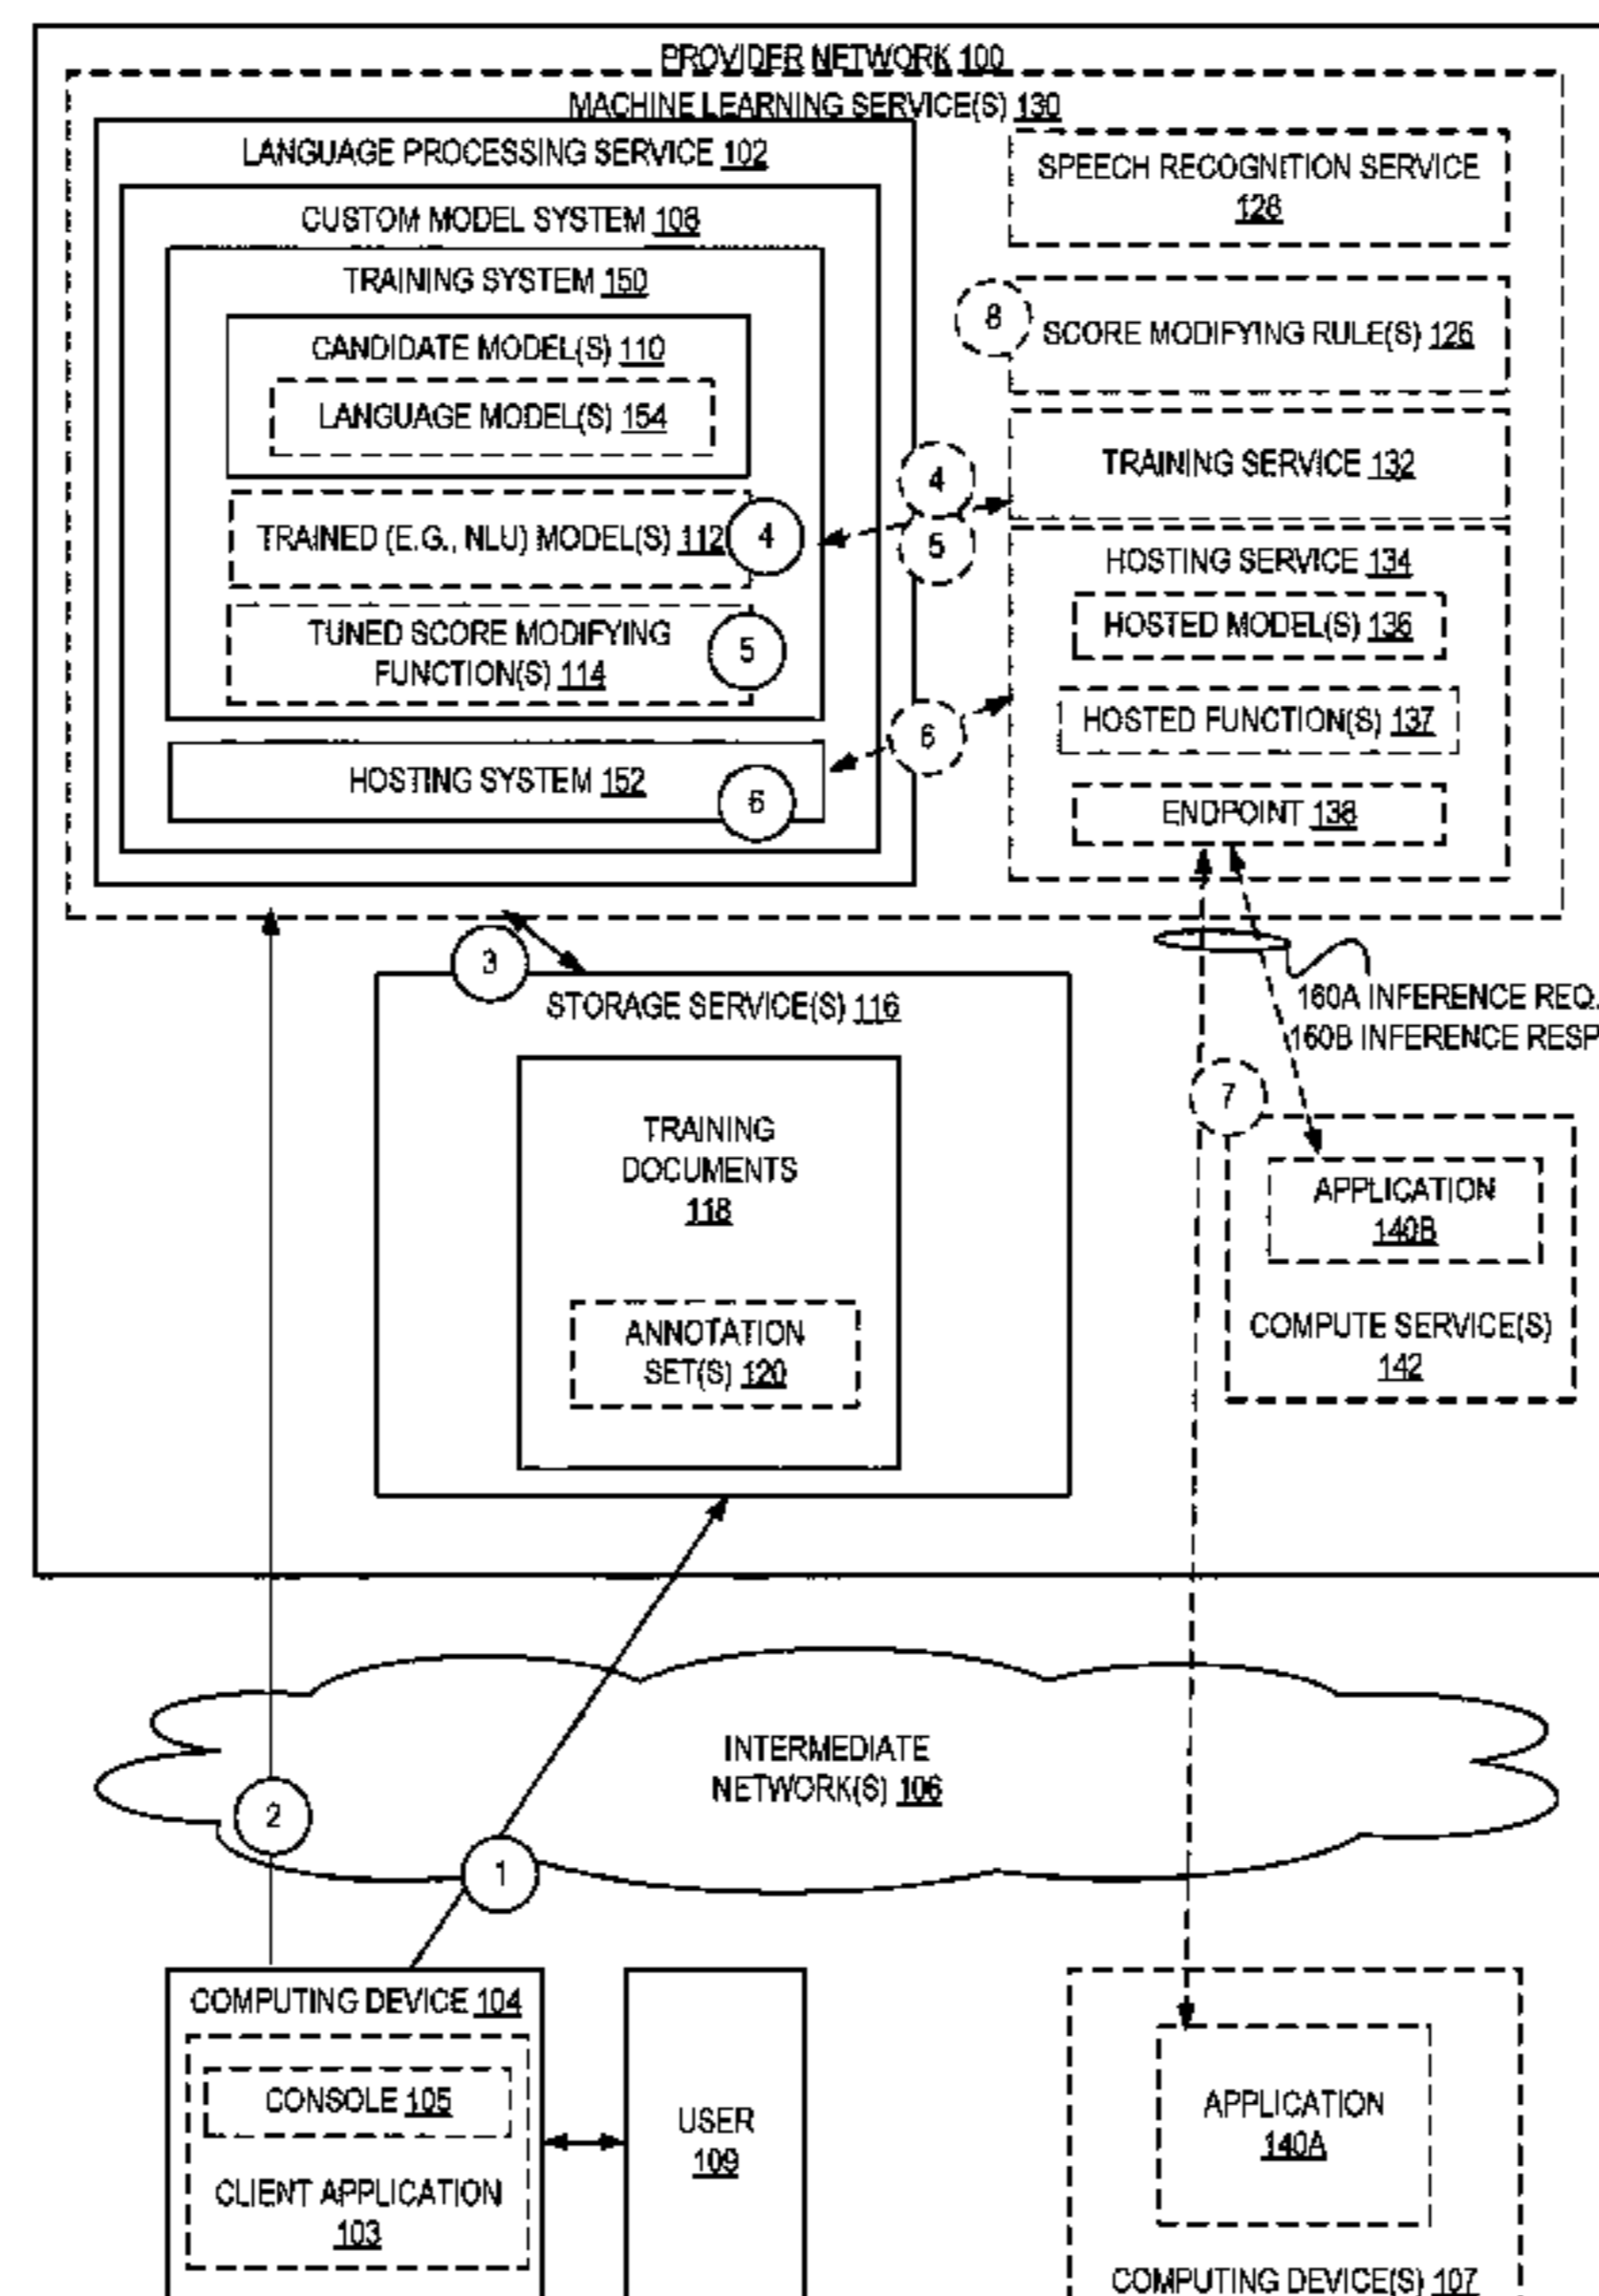 PROVIDER NETWORK 100
MACHINE LEARNING SERVICE(S) 130
LANGUAGE PROCESSING SERVICE 102
CUSTOM MODEL SYSTEM 108
TRAINING SYSTEM 150
CANDIDATE MODEL(S) 110
LANGUAGE MODEL(S) 154
TRAINED (E.G., NLU) MODEL(S) 112
4
TUNED SCORE MODIFYING
FUNCTION(S) 114
5
HOSTING SYSTEM 152
6
4
5
6
SPEECH RECOGNITION SERVICE
128
8
SCORE MODIFYING RULE(S) 126
TRAINING SERVICE 132
HOSTING SERVICE 134
HOSTED MODEL(S) 136
HOSTED FUNCTION(S) 137
ENDPOINT 138
3
STORAGE SERVICE(S) 116
TRAINING
DOCUMENTS
118
ANNOTATION
SET(S) 120
160A INFERENCE REQ.
160B INFERENCE RESP
7
APPLICATION
140B
COMPUTE SERVICE(S)
142
INTERMEDIATE
NETWORK(S) 106
2
1
COMPUTING DEVICE 104
CONSOLE 105
CLIENT APPLICATION
103
USER
109
APPLICATION
140A
COMPUTING DEVICE(S) 107